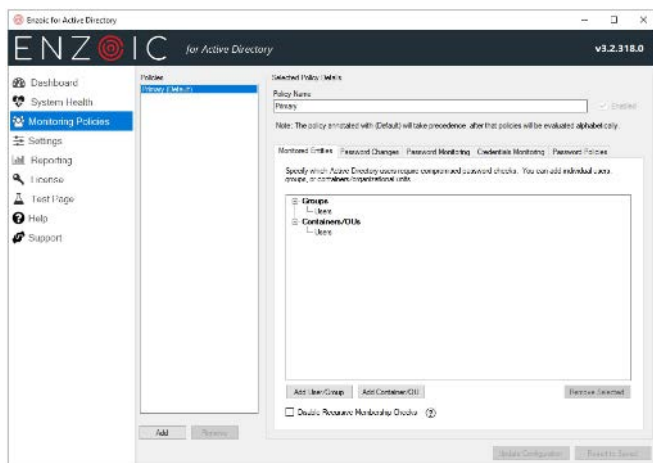 Enzoic for Active Directory
ENZOIC for Active Directory v3.2.318.0
Dashboard
System Health
Monitoring Policies
Settings
Reporting
License
Test Page
Help
Support
Policies
Primary (Default)
Add
Remove
Selected Policy Details
Policy Name
Primary
Enabled
Note: The policy annotated with (Default) will take precedence, after that policies will be evaluated alphabetically.
Monitored Entities Password Changes Password Monitoring Credentials Monitoring Password Policies
Specify which Active Directory users require compromised password checks. You can add individual users,
groups, or containers/organizational units.
Groups
Users
Containers/OUs
Users
Add User/Group Add Container/OU Remove Selected
Disable Recursive Membership Checks ?
Update Configuration Revert to Saved